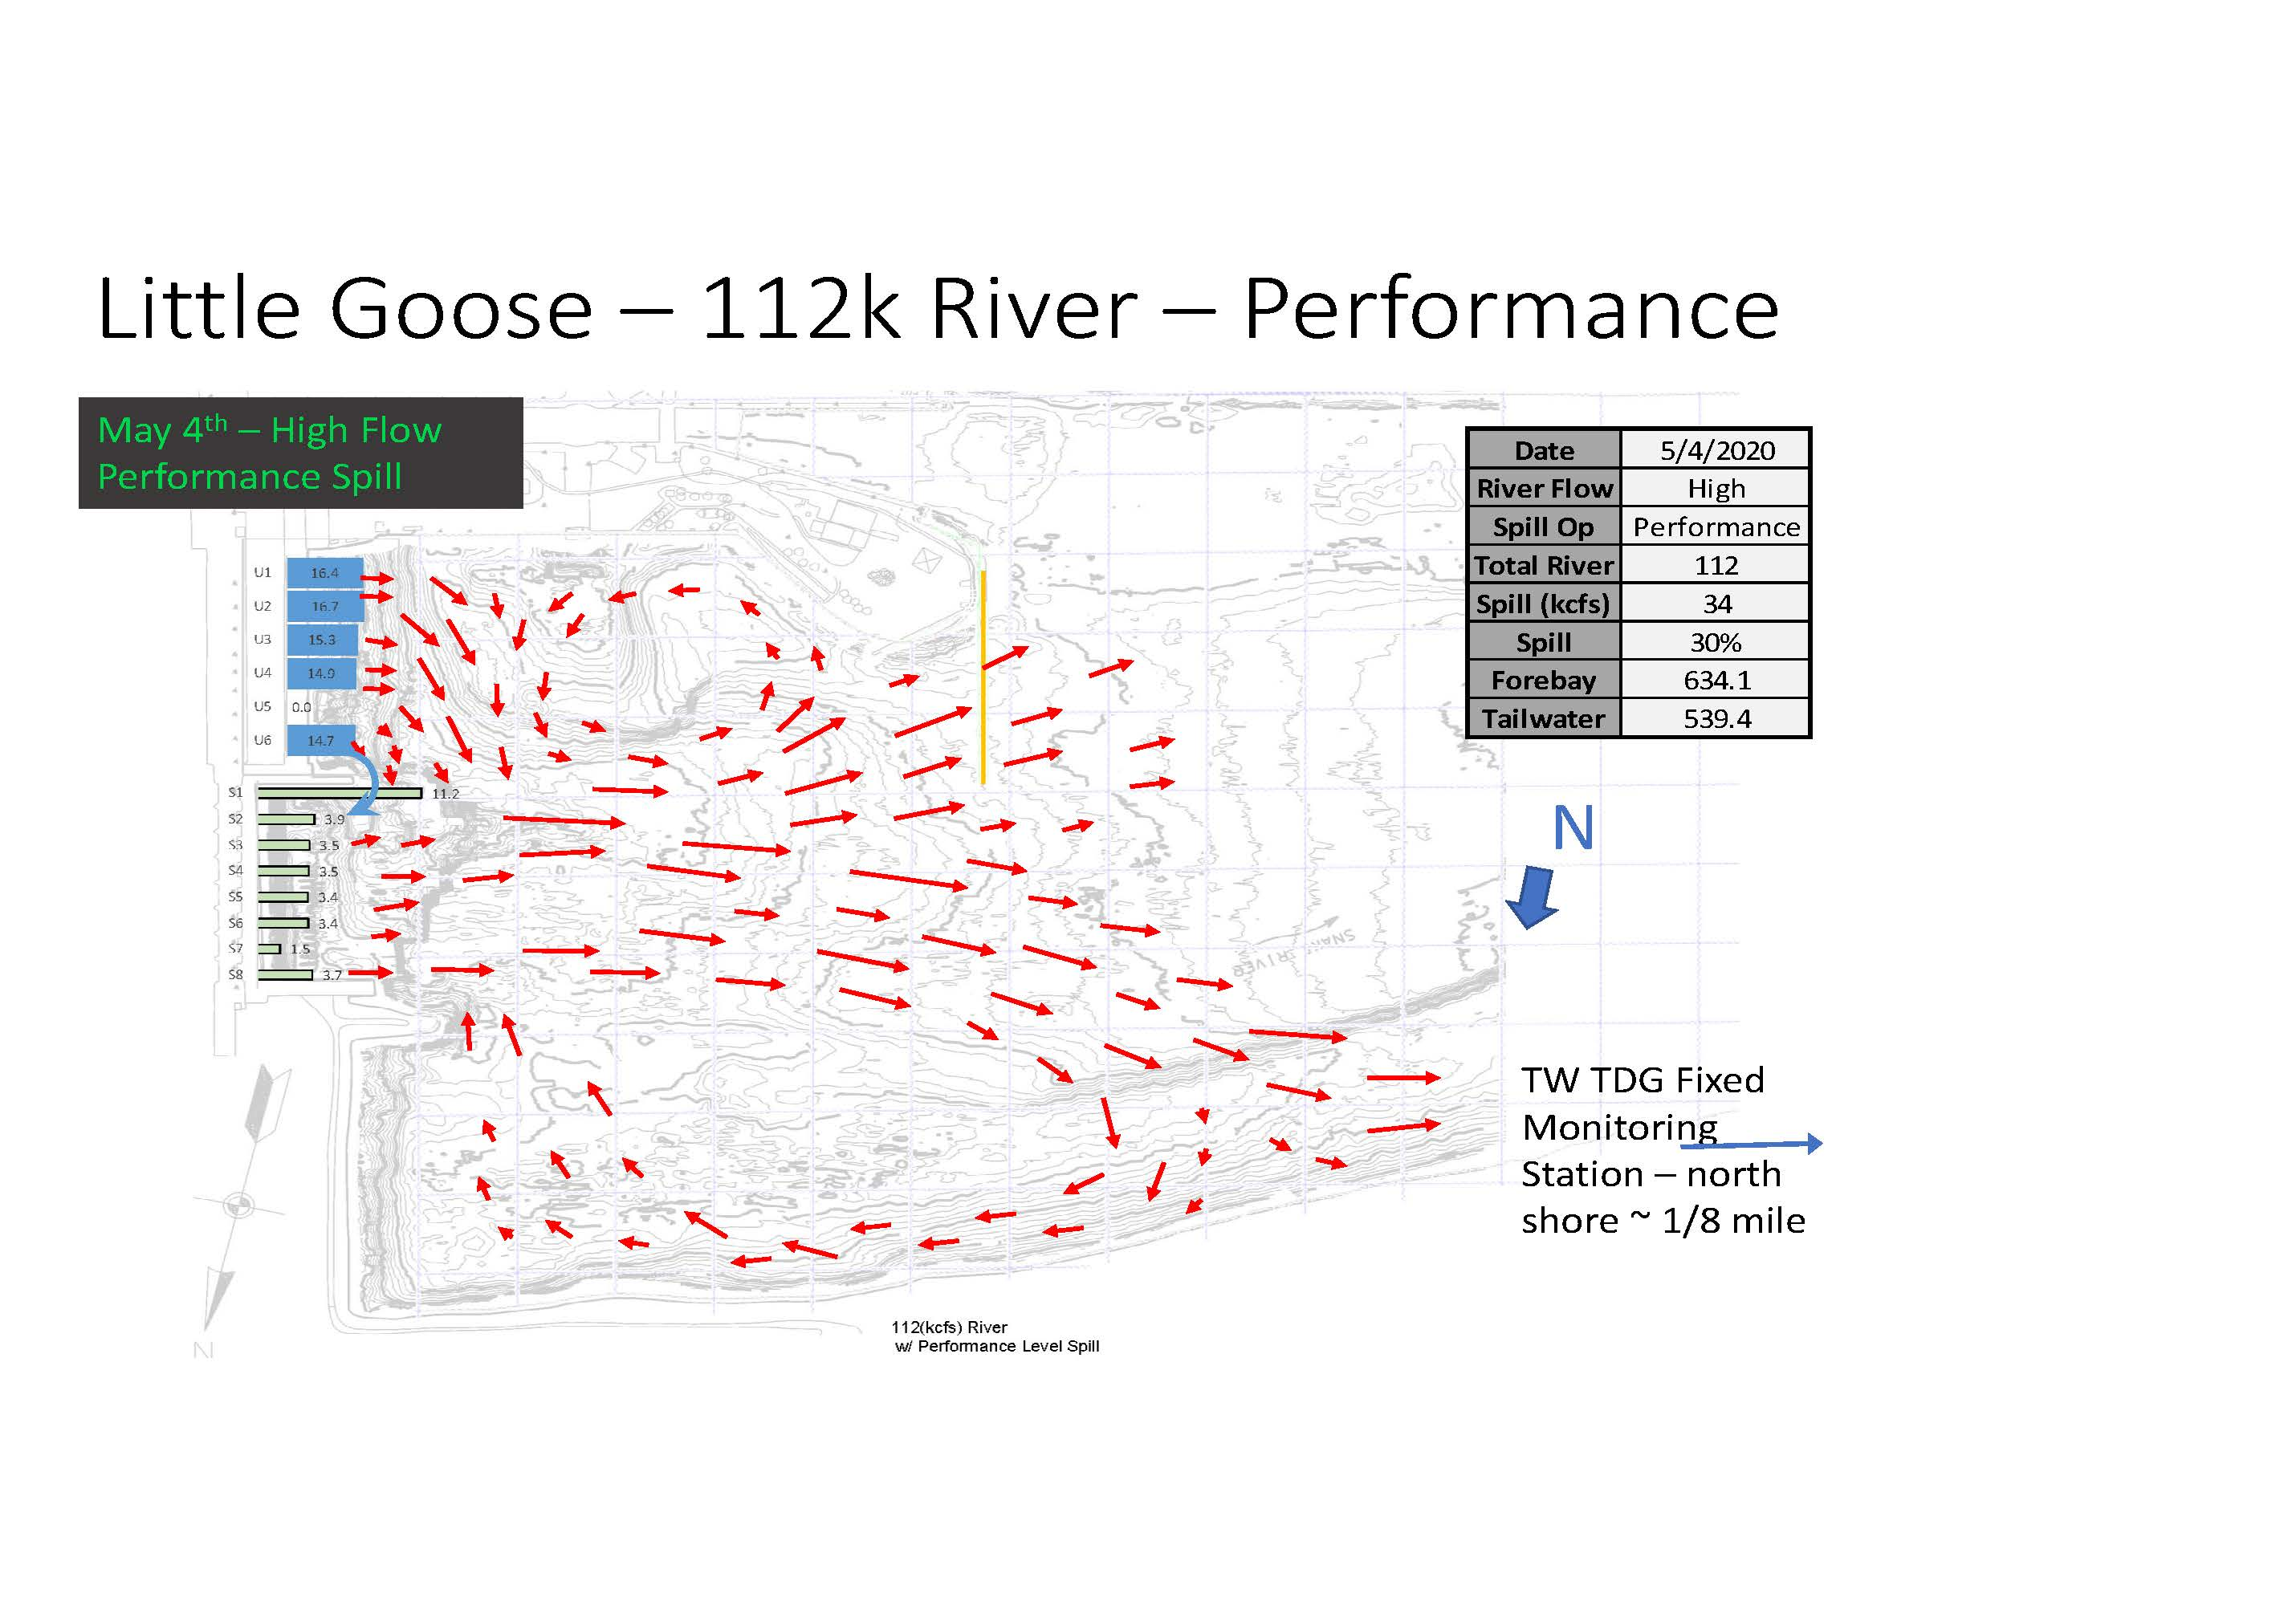 Little Goose – 112k River – Performance
May 4th – High Flow
Performance Spill
Date 5/4/2020
River Flow High
Spill Op Performance
Total River 112
Spill (kcfs) 34
Spill 30%
Forebay 634.1
Tailwater 539.4
U1 16.4
U2 16.7
U3 15.3
U4 14.9
U5 0.0
U6 14.7
S1 11.2
S2 3.9
S3 3.5
S4 3.5
S5 3.4
S6 3.4
S7 1.5
S8 3.7
N
SNAKE RIVER
TW TDG Fixed
Monitoring
Station – north
shore ~ 1/8 mile
N
112(kcfs) River
w/ Performance Level Spill